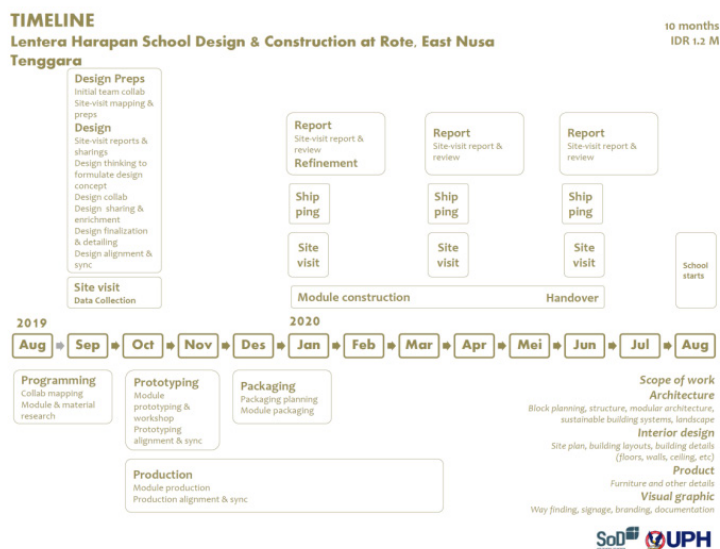 TIMELINE
Lentera Harapan School Design & Construction at Rote, East Nusa
Tenggara
10 months
IDR 1.2 M
Design Preps
Initial team collab
Site-visit mapping &
preps
Design
Site-visit reports &
sharings
Design thinking to
formulate design
concept
Design collab
Design sharing &
enrichment
Design finalization
& detailing
Design alignment &
sync
Site visit
Data Collection
Report
Site-visit report &
review
Refinement
Ship
ping
Site
visit
Report
Site-visit report &
review
Ship
ping
Site
visit
Report
Site-visit report &
review
Ship
ping
Site
visit
Module construction
Handover
School
starts
2019
2020
Aug Sep Oct Nov Des Jan Feb Mar Apr Mei Jun Jul Aug
Programming
Collab mapping
Module & material
research
Prototyping
Module
prototyping &
workshop
Prototyping
alignment & sync
Packaging
Packaging planning
Module packaging
Production
Module production
Production alignment & sync
Scope of work
Architecture
Block planning, structure, modular architecture,
sustainable building systems, landscape
Interior design
Site plan, building layouts, building details
(floors, walls, ceiling, etc)
Product
Furniture and other details
Visual graphic
Way finding, signage, branding, documentation
SoD
UPH